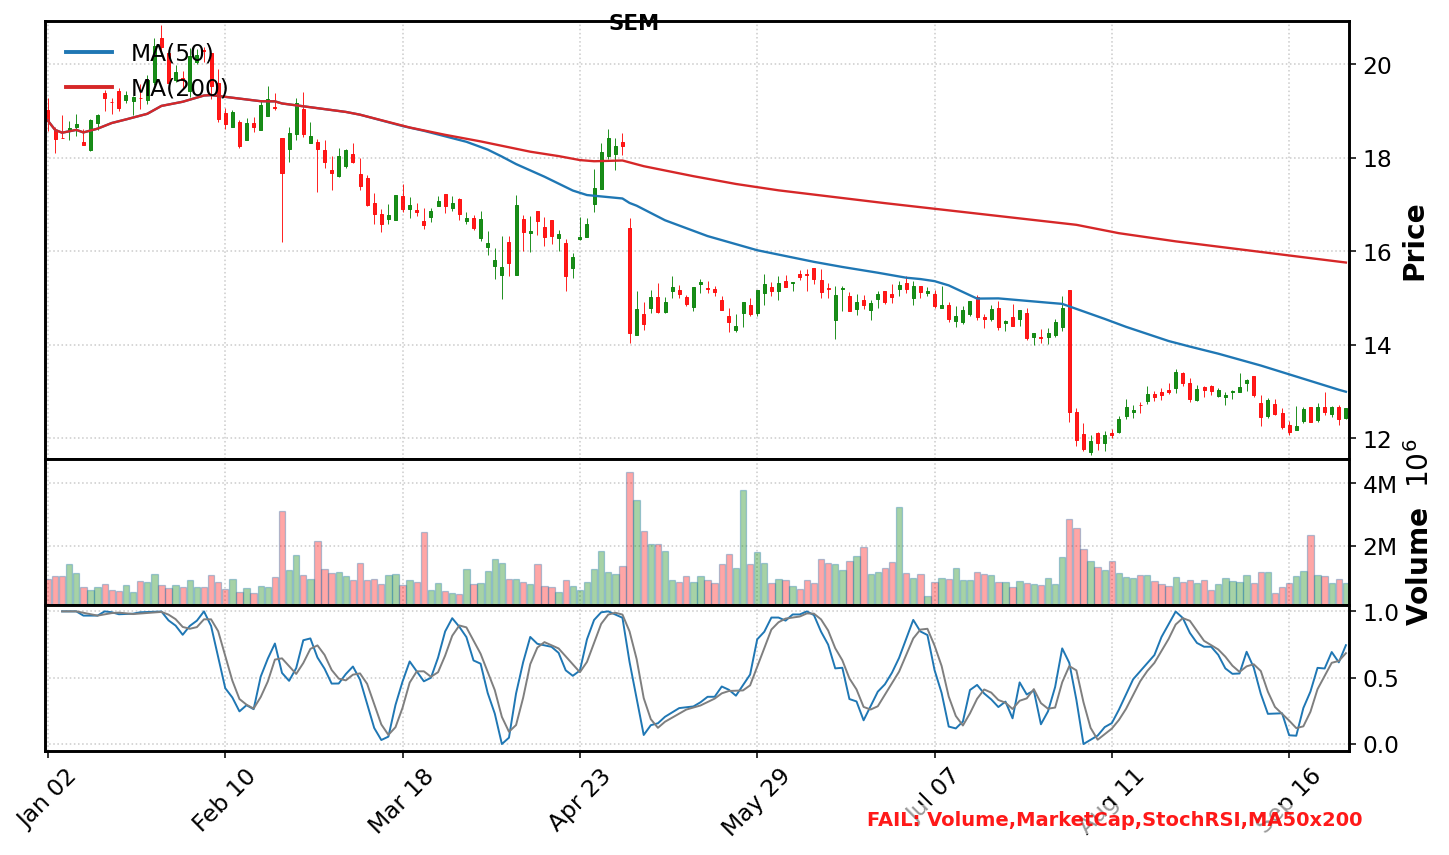 SEM
MA(50)
MA(200)
20
18
16
14
12
Price
4M
2M
Volume 10⁶
1.0
0.5
0.0
Jan 02
Feb 10
Mar 18
Apr 23
May 29
Jul 07
Aug 11
Sep 16
FAIL: Volume,MarketCap,StochRSI,MA50x200